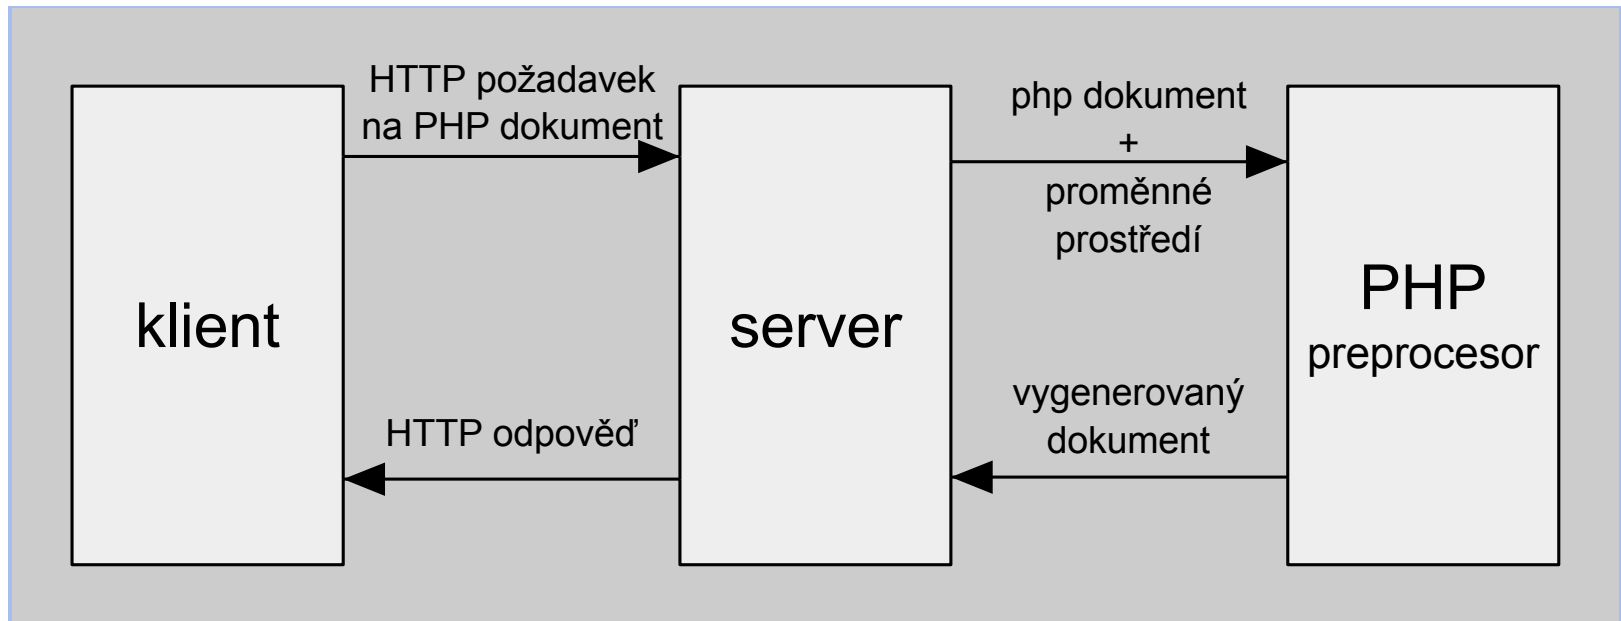 HTTP požadavek
na PHP dokument
php dokument
+
proměnné
prostředí
klient
server
PHP
preprocesor
HTTP odpověď
vygenerovaný
dokument